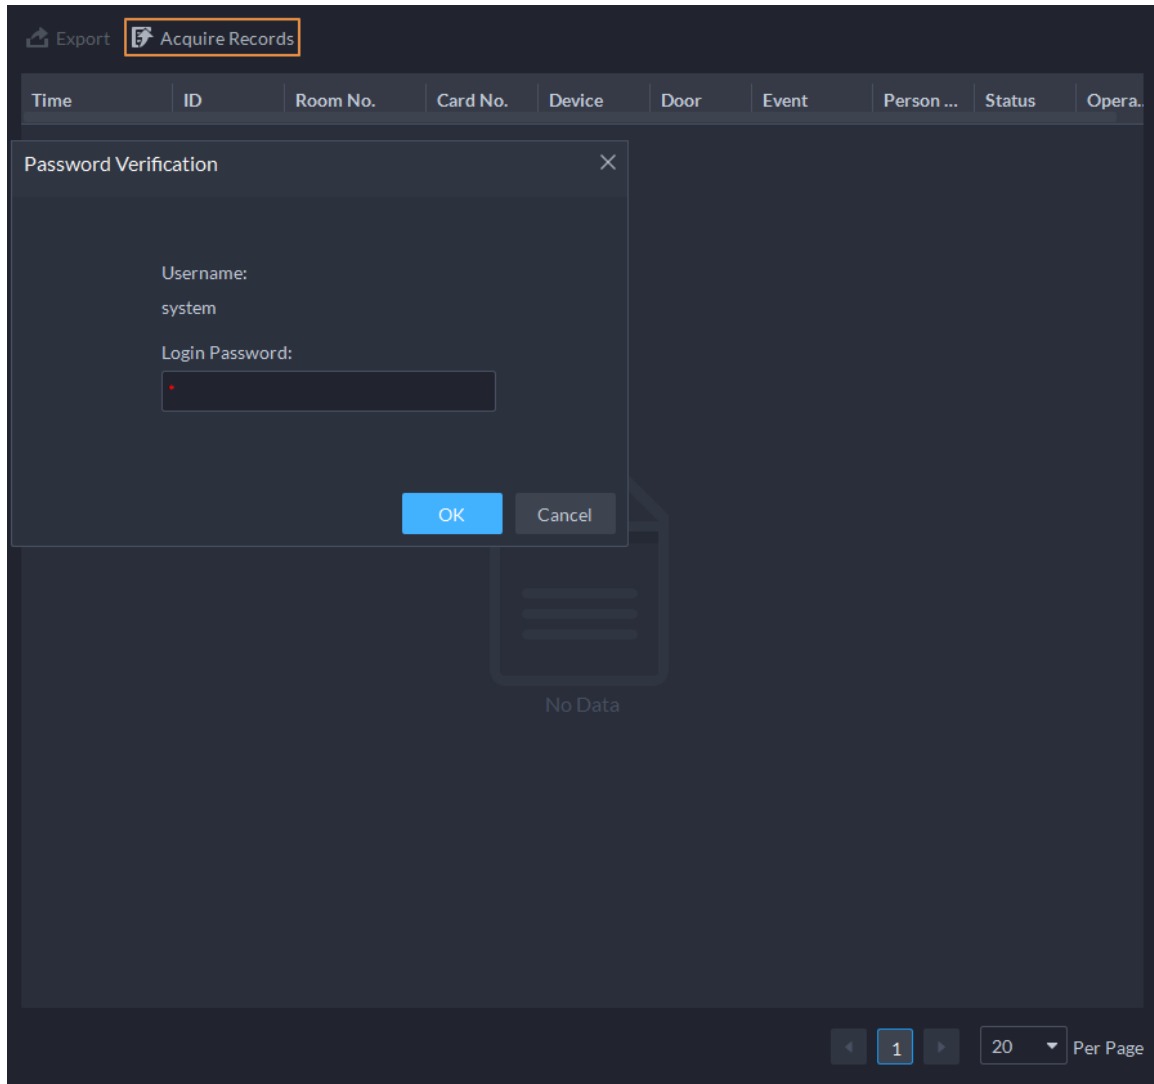 Export Acquire Records
Time ID Room No. Card No. Device Door Event Person ... Status Opera..
Password Verification
Username:
system
Login Password:
OK Cancel
No Data
1 20 Per Page